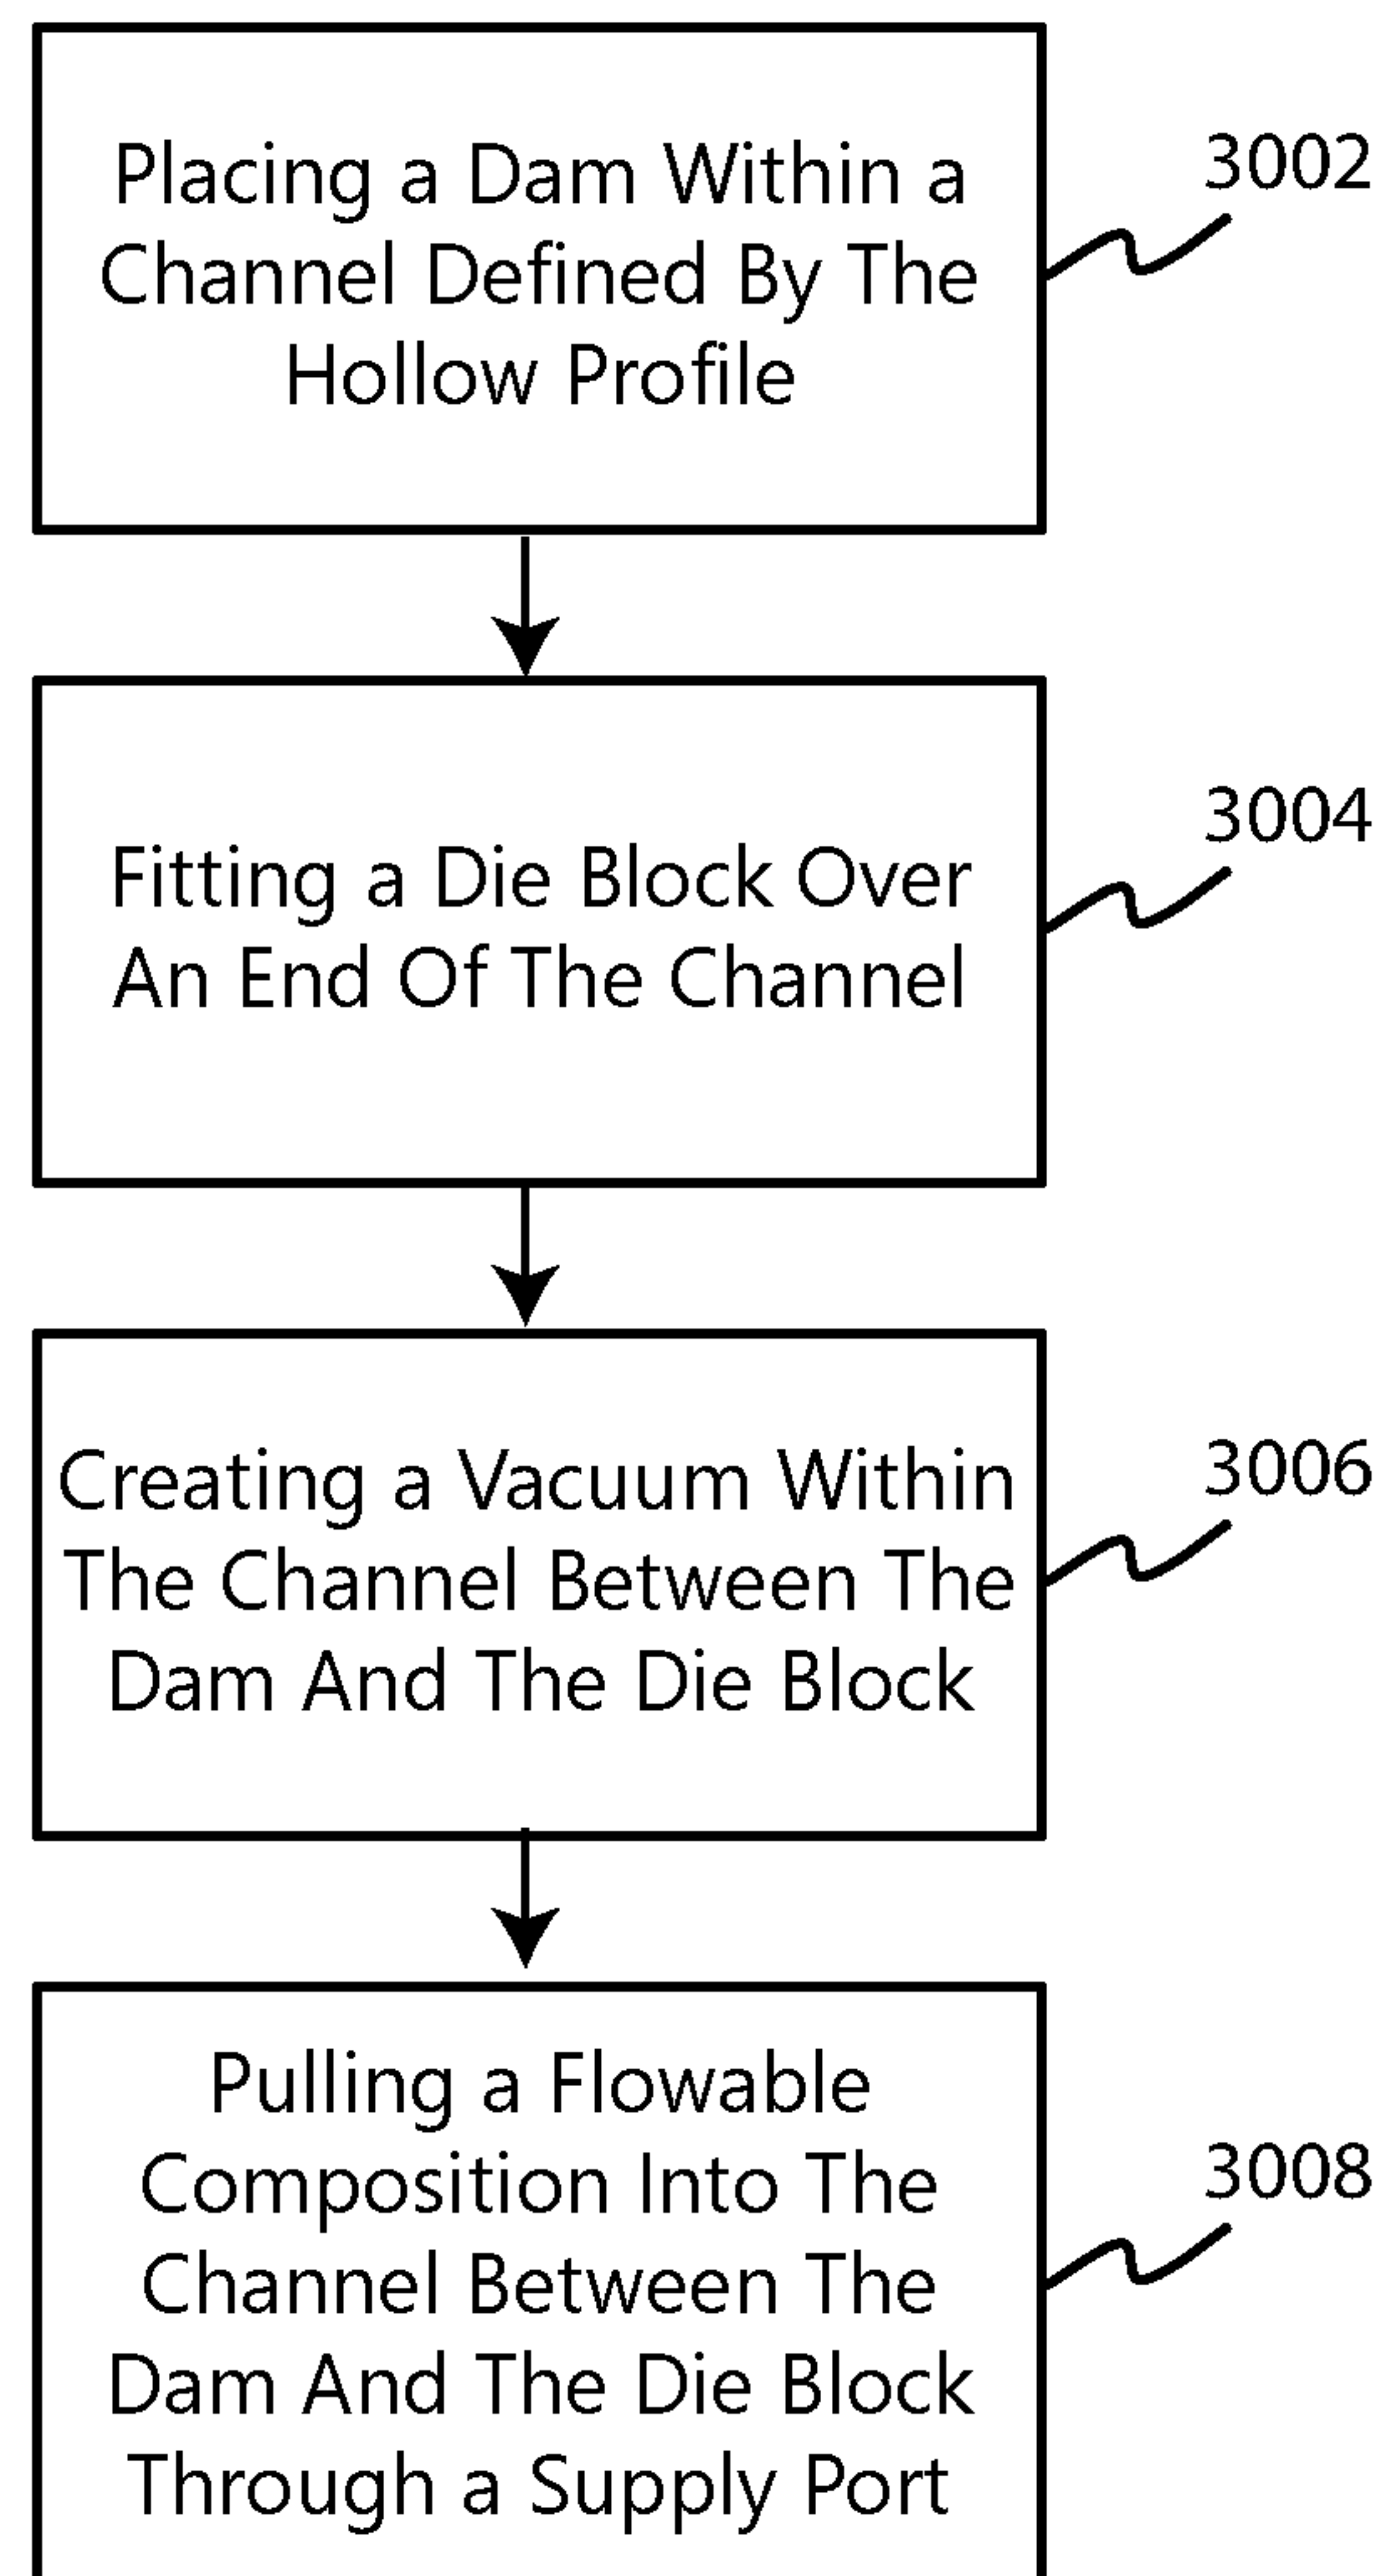 Placing a Dam Within a
Channel Defined By The
Hollow Profile
3002
Fitting a Die Block Over
An End Of The Channel
3004
Creating a Vacuum Within
The Channel Between The
Dam And The Die Block
3006
Pulling a Flowable
Composition Into The
Channel Between The
Dam And The Die Block
Through a Supply Port
3008